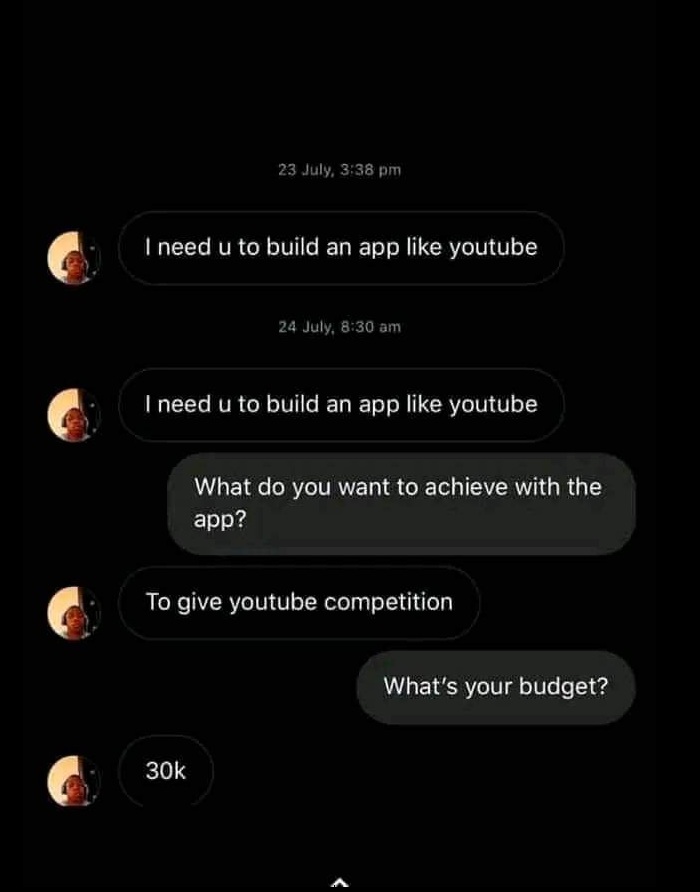 23 July, 3:38 pm
I need u to build an app like youtube
24 July, 8:30 am
I need u to build an app like youtube
What do you want to achieve with the
app?
To give youtube competition
What's your budget?
30k